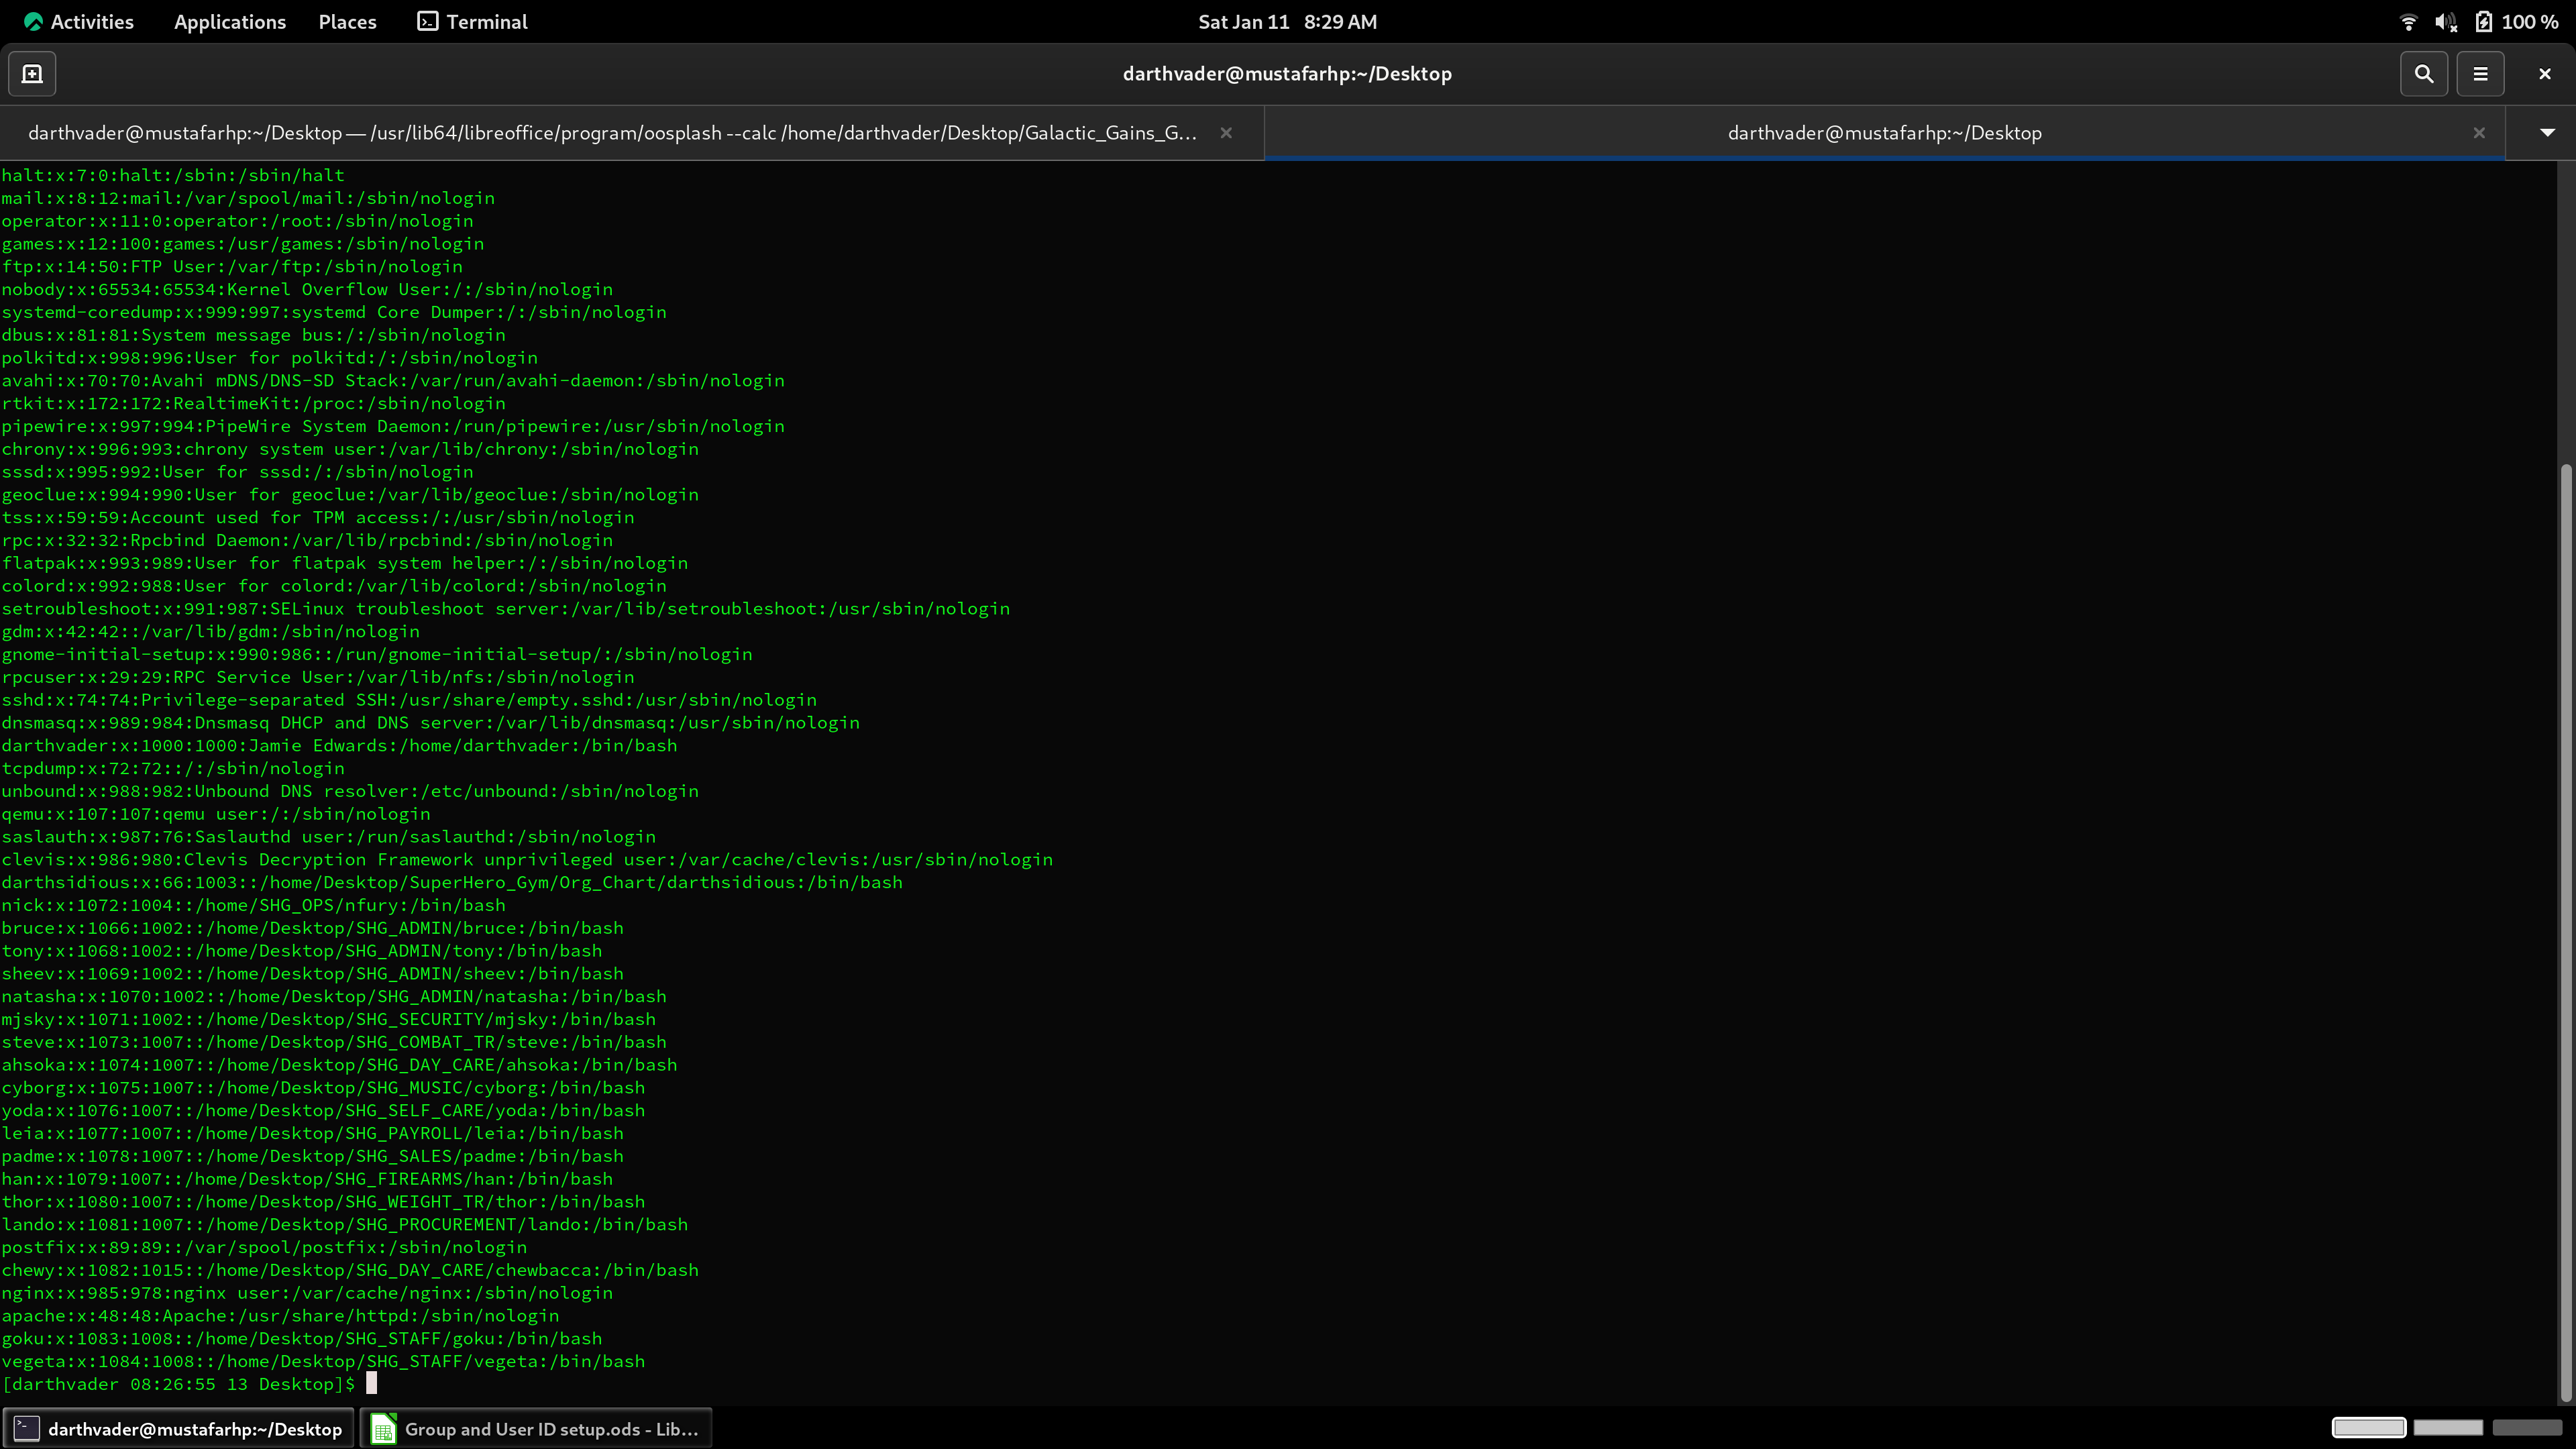 Activities Applications Places Terminal Sat Jan 11 8:29 AM 100 %
darthvader@mustafarhp:~/Desktop
darthvader@mustafarhp:~/Desktop — /usr/lib64/libreoffice/program/oosplash --calc /home/darthvader/Desktop/Galactic_Gains_G… darthvader@mustafarhp:~/Desktop
halt:x:7:0:halt:/sbin:/sbin/halt
mail:x:8:12:mail:/var/spool/mail:/sbin/nologin
operator:x:11:0:operator:/root:/sbin/nologin
games:x:12:100:games:/usr/games:/sbin/nologin
ftp:x:14:50:FTP User:/var/ftp:/sbin/nologin
nobody:x:65534:65534:Kernel Overflow User:/:/sbin/nologin
systemd-coredump:x:999:997:systemd Core Dumper:/:/sbin/nologin
dbus:x:81:81:System message bus:/:/sbin/nologin
polkitd:x:998:996:User for polkitd:/:/sbin/nologin
avahi:x:70:70:Avahi mDNS/DNS-SD Stack:/var/run/avahi-daemon:/sbin/nologin
rtkit:x:172:172:RealtimeKit:/proc:/sbin/nologin
pipewire:x:997:994:PipeWire System Daemon:/run/pipewire:/usr/sbin/nologin
chrony:x:996:993:chrony system user:/var/lib/chrony:/sbin/nologin
sssd:x:995:992:User for sssd:/:/sbin/nologin
geoclue:x:994:990:User for geoclue:/var/lib/geoclue:/sbin/nologin
tss:x:59:59:Account used for TPM access:/:/usr/sbin/nologin
rpc:x:32:32:Rpcbind Daemon:/var/lib/rpcbind:/sbin/nologin
flatpak:x:993:989:User for flatpak system helper:/:/sbin/nologin
colord:x:992:988:User for colord:/var/lib/colord:/sbin/nologin
setroubleshoot:x:991:987:SELinux troubleshoot server:/var/lib/setroubleshoot:/usr/sbin/nologin
gdm:x:42:42::/var/lib/gdm:/sbin/nologin
gnome-initial-setup:x:990:986::/run/gnome-initial-setup/:/sbin/nologin
rpcuser:x:29:29:RPC Service User:/var/lib/nfs:/sbin/nologin
sshd:x:74:74:Privilege-separated SSH:/usr/share/empty.sshd:/usr/sbin/nologin
dnsmasq:x:989:984:Dnsmasq DHCP and DNS server:/var/lib/dnsmasq:/usr/sbin/nologin
darthvader:x:1000:1000:Jamie Edwards:/home/darthvader:/bin/bash
tcpdump:x:72:72::/:/sbin/nologin
unbound:x:988:982:Unbound DNS resolver:/etc/unbound:/sbin/nologin
qemu:x:107:107:qemu user:/:/sbin/nologin
saslauth:x:987:76:Saslauthd user:/run/saslauthd:/sbin/nologin
clevis:x:986:980:Clevis Decryption Framework unprivileged user:/var/cache/clevis:/usr/sbin/nologin
darthsidious:x:66:1003::/home/Desktop/SuperHero_Gym/Org_Chart/darthsidious:/bin/bash
nick:x:1072:1004::/home/SHG_OPS/nfury:/bin/bash
bruce:x:1066:1002::/home/Desktop/SHG_ADMIN/bruce:/bin/bash
tony:x:1068:1002::/home/Desktop/SHG_ADMIN/tony:/bin/bash
sheev:x:1069:1002::/home/Desktop/SHG_ADMIN/sheev:/bin/bash
natasha:x:1070:1002::/home/Desktop/SHG_ADMIN/natasha:/bin/bash
mjsky:x:1071:1002::/home/Desktop/SHG_SECURITY/mjsky:/bin/bash
steve:x:1073:1007::/home/Desktop/SHG_COMBAT_TR/steve:/bin/bash
ahsoka:x:1074:1007::/home/Desktop/SHG_DAY_CARE/ahsoka:/bin/bash
cyborg:x:1075:1007::/home/Desktop/SHG_MUSIC/cyborg:/bin/bash
yoda:x:1076:1007::/home/Desktop/SHG_SELF_CARE/yoda:/bin/bash
leia:x:1077:1007::/home/Desktop/SHG_PAYROLL/leia:/bin/bash
padme:x:1078:1007::/home/Desktop/SHG_SALES/padme:/bin/bash
han:x:1079:1007::/home/Desktop/SHG_FIREARMS/han:/bin/bash
thor:x:1080:1007::/home/Desktop/SHG_WEIGHT_TR/thor:/bin/bash
lando:x:1081:1007::/home/Desktop/SHG_PROCUREMENT/lando:/bin/bash
postfix:x:89:89::/var/spool/postfix:/sbin/nologin
chewy:x:1082:1015::/home/Desktop/SHG_DAY_CARE/chewbacca:/bin/bash
nginx:x:985:978:nginx user:/var/cache/nginx:/sbin/nologin
apache:x:48:48:Apache:/usr/share/httpd:/sbin/nologin
goku:x:1083:1008::/home/Desktop/SHG_STAFF/goku:/bin/bash
vegeta:x:1084:1008::/home/Desktop/SHG_STAFF/vegeta:/bin/bash
[darthvader 08:26:55 13 Desktop]$
darthvader@mustafarhp:~/Desktop Group and User ID setup.ods - Lib…